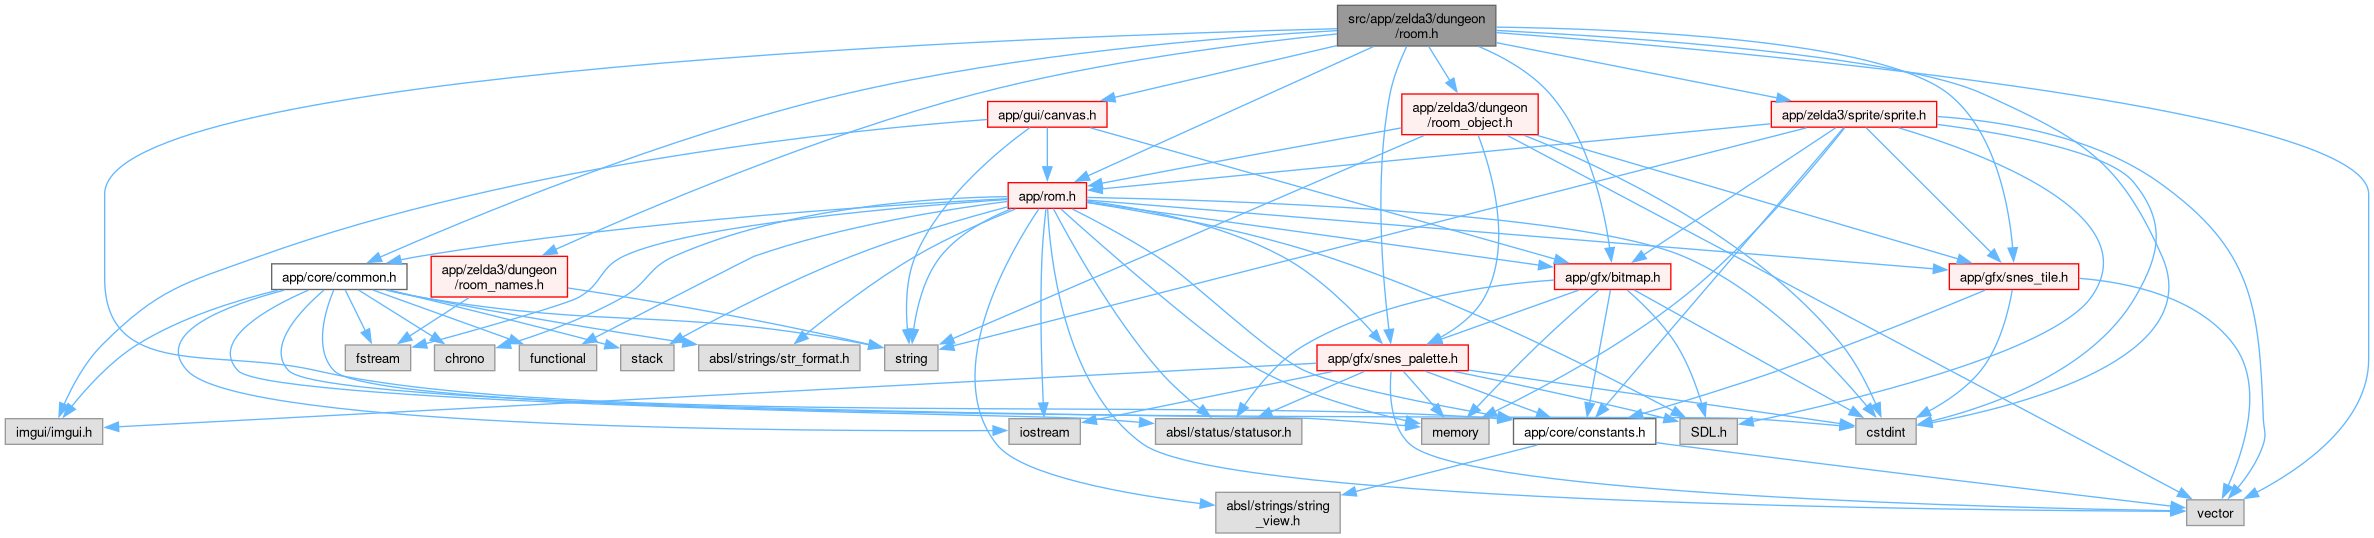 src/app/zelda3/dungeon
/room.h
app/gui/canvas.h
app/zelda3/dungeon
/room_object.h
app/zelda3/sprite/sprite.h
app/rom.h
app/core/common.h
app/zelda3/dungeon
/room_names.h
app/gfx/bitmap.h
app/gfx/snes_tile.h
fstream
chrono
functional
stack
absl/strings/str_format.h
string
app/gfx/snes_palette.h
imgui/imgui.h
iostream
absl/status/statusor.h
memory
app/core/constants.h
SDL.h
cstdint
absl/strings/string
_view.h
vector